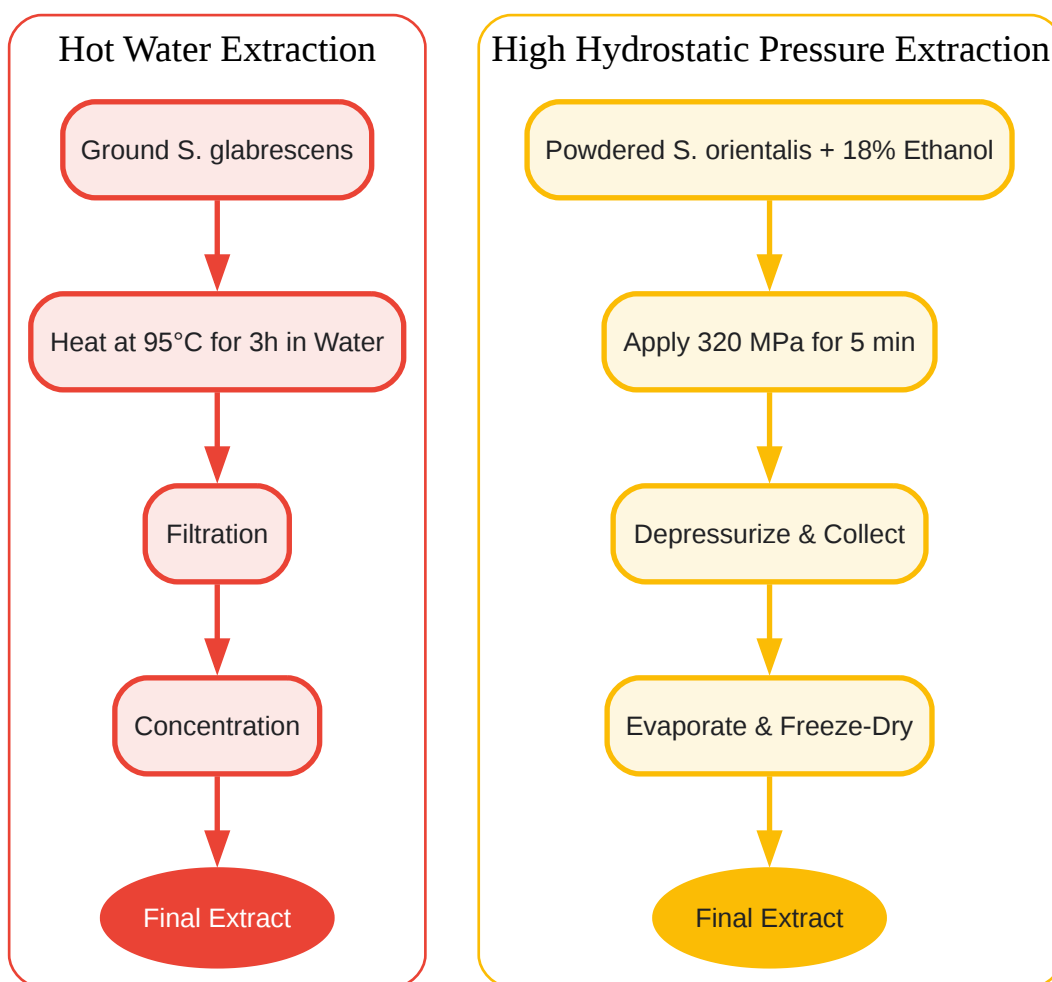 Hot Water Extraction
Ground S. glabrescens
Heat at 95°C for 3h in Water
Filtration
Concentration
Final Extract
High Hydrostatic Pressure Extraction
Powdered S. orientalis + 18% Ethanol
Apply 320 MPa for 5 min
Depressurize & Collect
Evaporate & Freeze-Dry
Final Extract